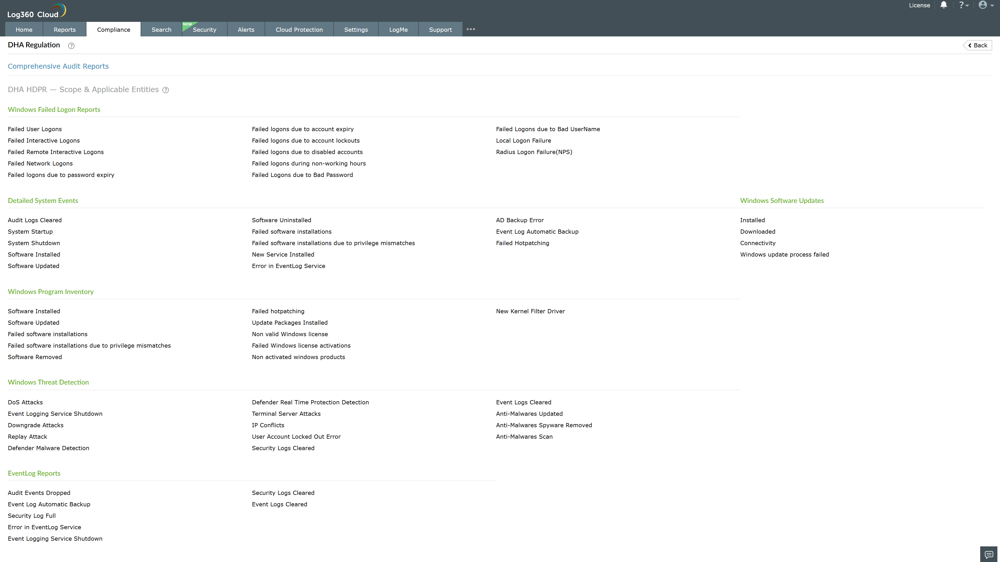 Log360 Cloud
License
?
Home
Reports
Compliance
Search
NEW
Security
Alerts
Cloud Protection
Settings
LogMe
Support
DHA Regulation ?
Back
Comprehensive Audit Reports
DHA HDPR — Scope & Applicable Entities ?
Windows Failed Logon Reports
Failed User Logons
Failed Interactive Logons
Failed Remote Interactive Logons
Failed Network Logons
Failed logons due to password expiry
Failed logons due to account expiry
Failed logons due to account lockouts
Failed logons due to disabled accounts
Failed logons during non-working hours
Failed Logons due to Bad Password
Failed Logons due to Bad UserName
Local Logon Failure
Radius Logon Failure(NPS)
Detailed System Events
Audit Logs Cleared
System Startup
System Shutdown
Software Installed
Software Updated
Software Uninstalled
Failed software installations
Failed software installations due to privilege mismatches
New Service Installed
Error in EventLog Service
AD Backup Error
Event Log Automatic Backup
Failed Hotpatching
Windows Software Updates
Installed
Downloaded
Connectivity
Windows update process failed
Windows Program Inventory
Software Installed
Software Updated
Failed software installations
Failed software installations due to privilege mismatches
Software Removed
Failed hotpatching
Update Packages Installed
Non valid Windows license
Failed Windows license activations
Non activated windows products
New Kernel Filter Driver
Windows Threat Detection
DoS Attacks
Event Logging Service Shutdown
Downgrade Attacks
Replay Attack
Defender Malware Detection
Defender Real Time Protection Detection
Terminal Server Attacks
IP Conflicts
User Account Locked Out Error
Security Logs Cleared
Event Logs Cleared
Anti-Malwares Updated
Anti-Malwares Spyware Removed
Anti-Malwares Scan
EventLog Reports
Audit Events Dropped
Event Log Automatic Backup
Security Log Full
Error in EventLog Service
Event Logging Service Shutdown
Security Logs Cleared
Event Logs Cleared